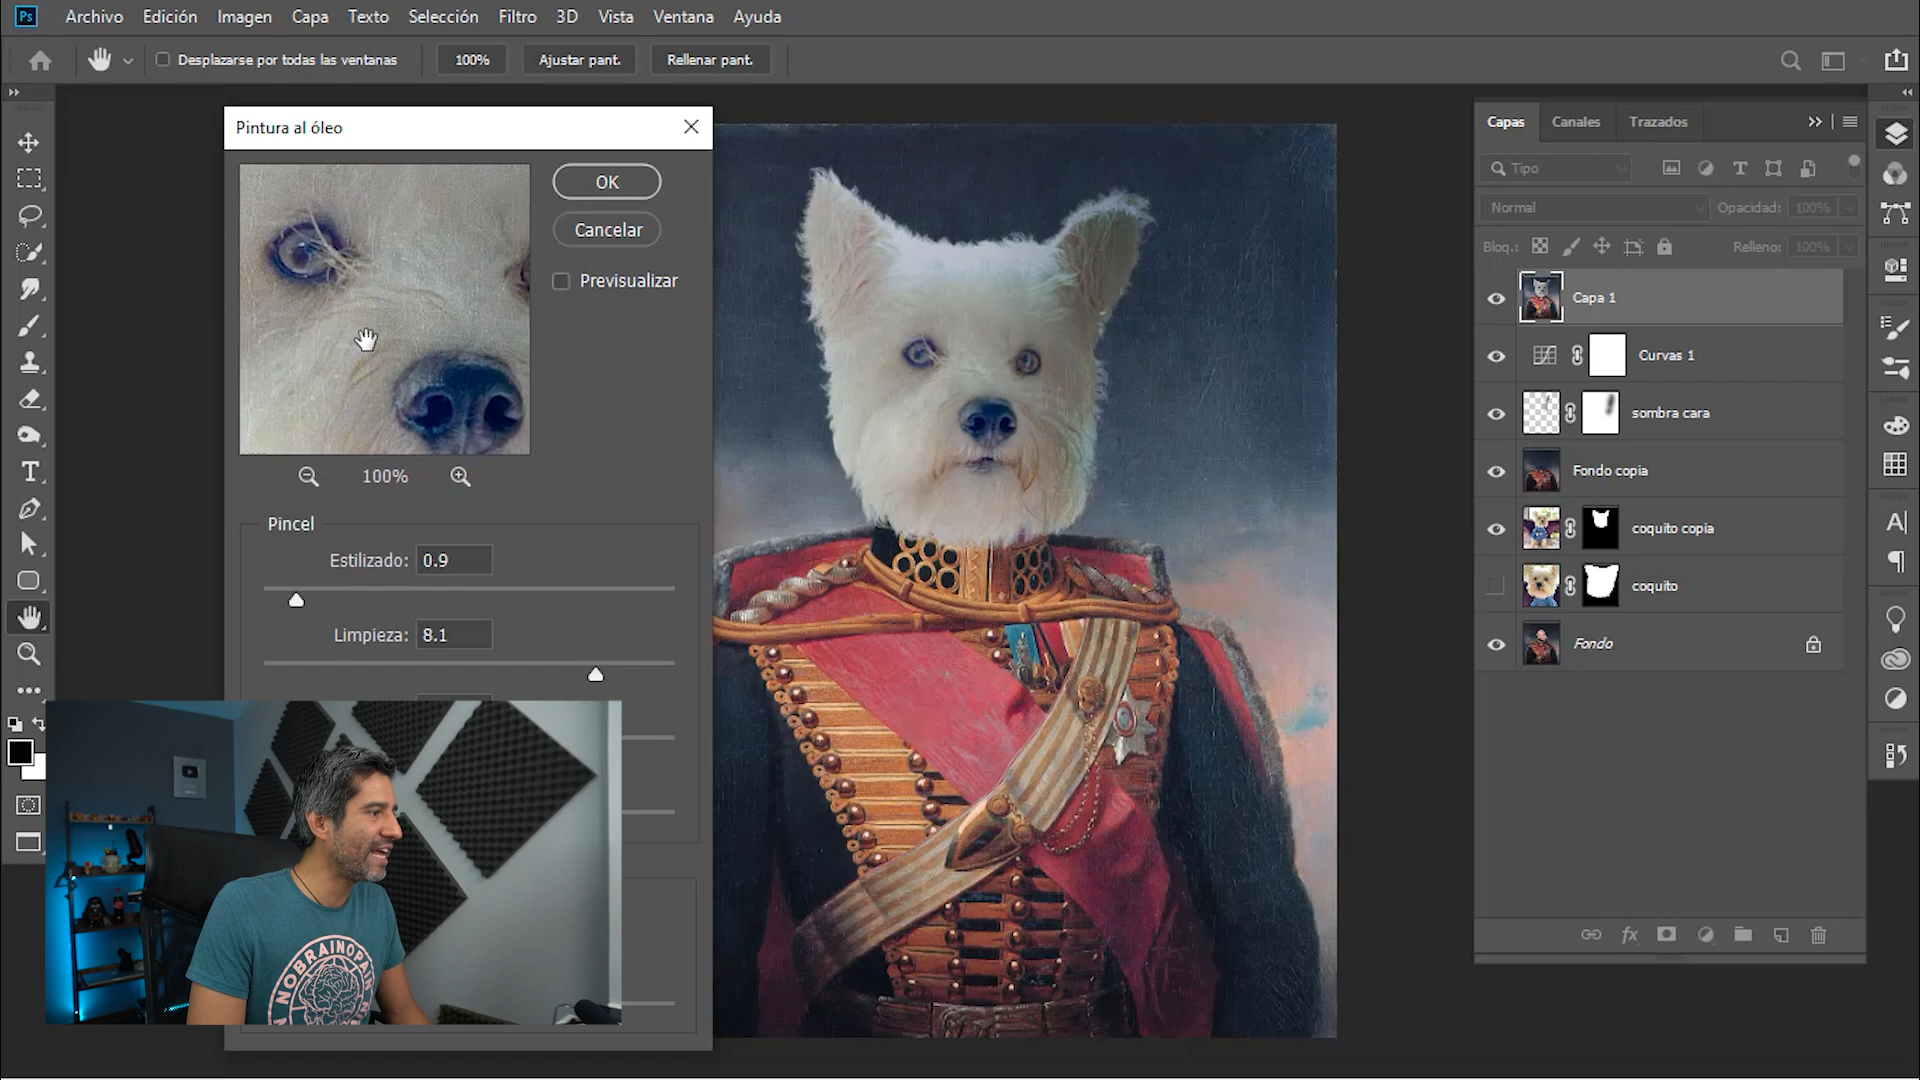 Ps Archivo Edición Imagen Capa Texto Selección Filtro 3D Vista Ventana Ayuda
Desplazarse por todas las ventanas 100% Ajustar pant. Rellenar pant.
Pintura al óleo
OK
Cancelar
Previsualizar
100%
Pincel
Estilizado: 0.9
Limpieza: 8.1
NOBRAINOPAIN
Capas Canales Trazados
Tipo
Normal Opacidad: 100%
Bloq.: Relleno: 100%
Capa 1
Curvas 1
sombra cara
Fondo copia
coquito copia
coquito
Fondo